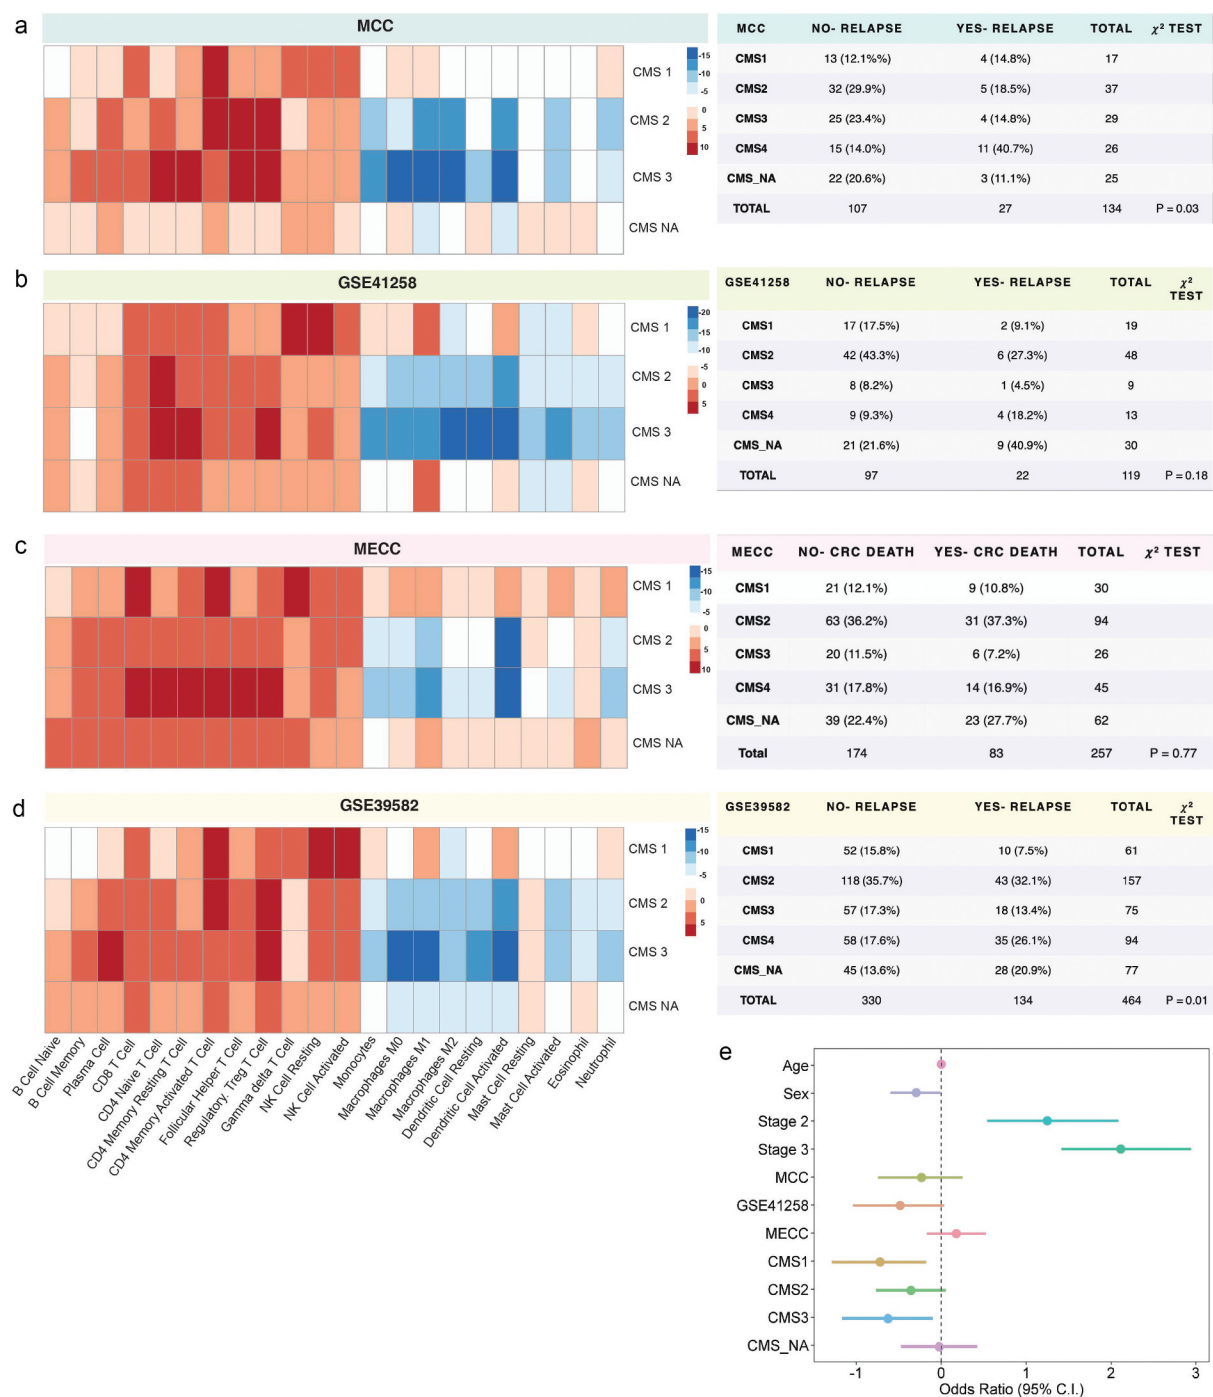 a
MCC
CMS 1
CMS 2
CMS 3
CMS NA
-15
-10
-5
0
5
10
MCC NO- RELAPSE YES- RELAPSE TOTAL χ² TEST
CMS1 13 (12.1%%) 4 (14.8%) 17
CMS2 32 (29.9%) 5 (18.5%) 37
CMS3 25 (23.4%) 4 (14.8%) 29
CMS4 15 (14.0%) 11 (40.7%) 26
CMS_NA 22 (20.6%) 3 (11.1%) 25
TOTAL 107 27 134 P = 0.03
b
GSE41258
CMS 1
CMS 2
CMS 3
CMS NA
-20
-15
-10
-5
0
5
GSE41258 NO- RELAPSE YES- RELAPSE TOTAL χ²
TEST
CMS1 17 (17.5%) 2 (9.1%) 19
CMS2 42 (43.3%) 6 (27.3%) 48
CMS3 8 (8.2%) 1 (4.5%) 9
CMS4 9 (9.3%) 4 (18.2%) 13
CMS_NA 21 (21.6%) 9 (40.9%) 30
TOTAL 97 22 119 P = 0.18
c
MECC
CMS 1
CMS 2
CMS 3
CMS NA
-15
-10
-5
0
5
10
MECC NO- CRC DEATH YES- CRC DEATH TOTAL χ² TEST
CMS1 21 (12.1%) 9 (10.8%) 30
CMS2 63 (36.2%) 31 (37.3%) 94
CMS3 20 (11.5%) 6 (7.2%) 26
CMS4 31 (17.8%) 14 (16.9%) 45
CMS_NA 39 (22.4%) 23 (27.7%) 62
Total 174 83 257 P = 0.77
d
GSE39582
CMS 1
CMS 2
CMS 3
CMS NA
-15
-10
-5
0
5
GSE39582 NO- RELAPSE YES- RELAPSE TOTAL χ²
TEST
CMS1 52 (15.8%) 10 (7.5%) 61
CMS2 118 (35.7%) 43 (32.1%) 157
CMS3 57 (17.3%) 18 (13.4%) 75
CMS4 58 (17.6%) 35 (26.1%) 94
CMS_NA 45 (13.6%) 28 (20.9%) 77
TOTAL 330 134 464 P = 0.01
B Cell Naive
B Cell Memory
Plasma Cell
CD8 T Cell
CD4 Naive T Cell
CD4 Memory Resting T Cell
CD4 Memory Activated T Cell
Follicular Helper T Cell
Regulatory. Treg T Cell
Gamma delta T Cell
NK Cell Resting
NK Cell Activated
Monocytes
Macrophages M0
Macrophages M1
Macrophages M2
Dendritic Cell Resting
Dendritic Cell Activated
Mast Cell Resting
Mast Cell Activated
Eosinophil
Neutrophil
e
Age
Sex
Stage 2
Stage 3
MCC
GSE41258
MECC
CMS1
CMS2
CMS3
CMS_NA
-1 0 1 2 3
Odds Ratio (95% C.I.)